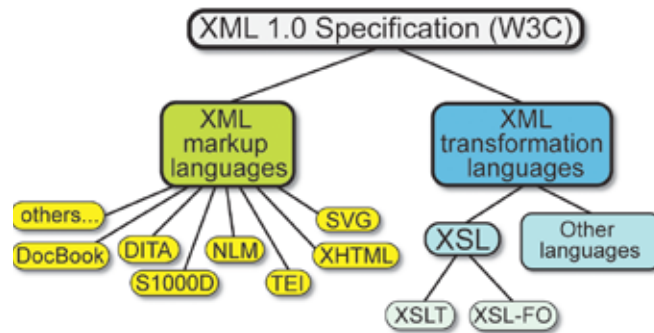 XML 1.0 Specification (W3C)
XML
markup
languages
XML
transformation
languages
others...
DocBook
DITA
S1000D
NLM
TEI
XHTML
SVG
XSL
Other
languages
XSLT
XSL-FO